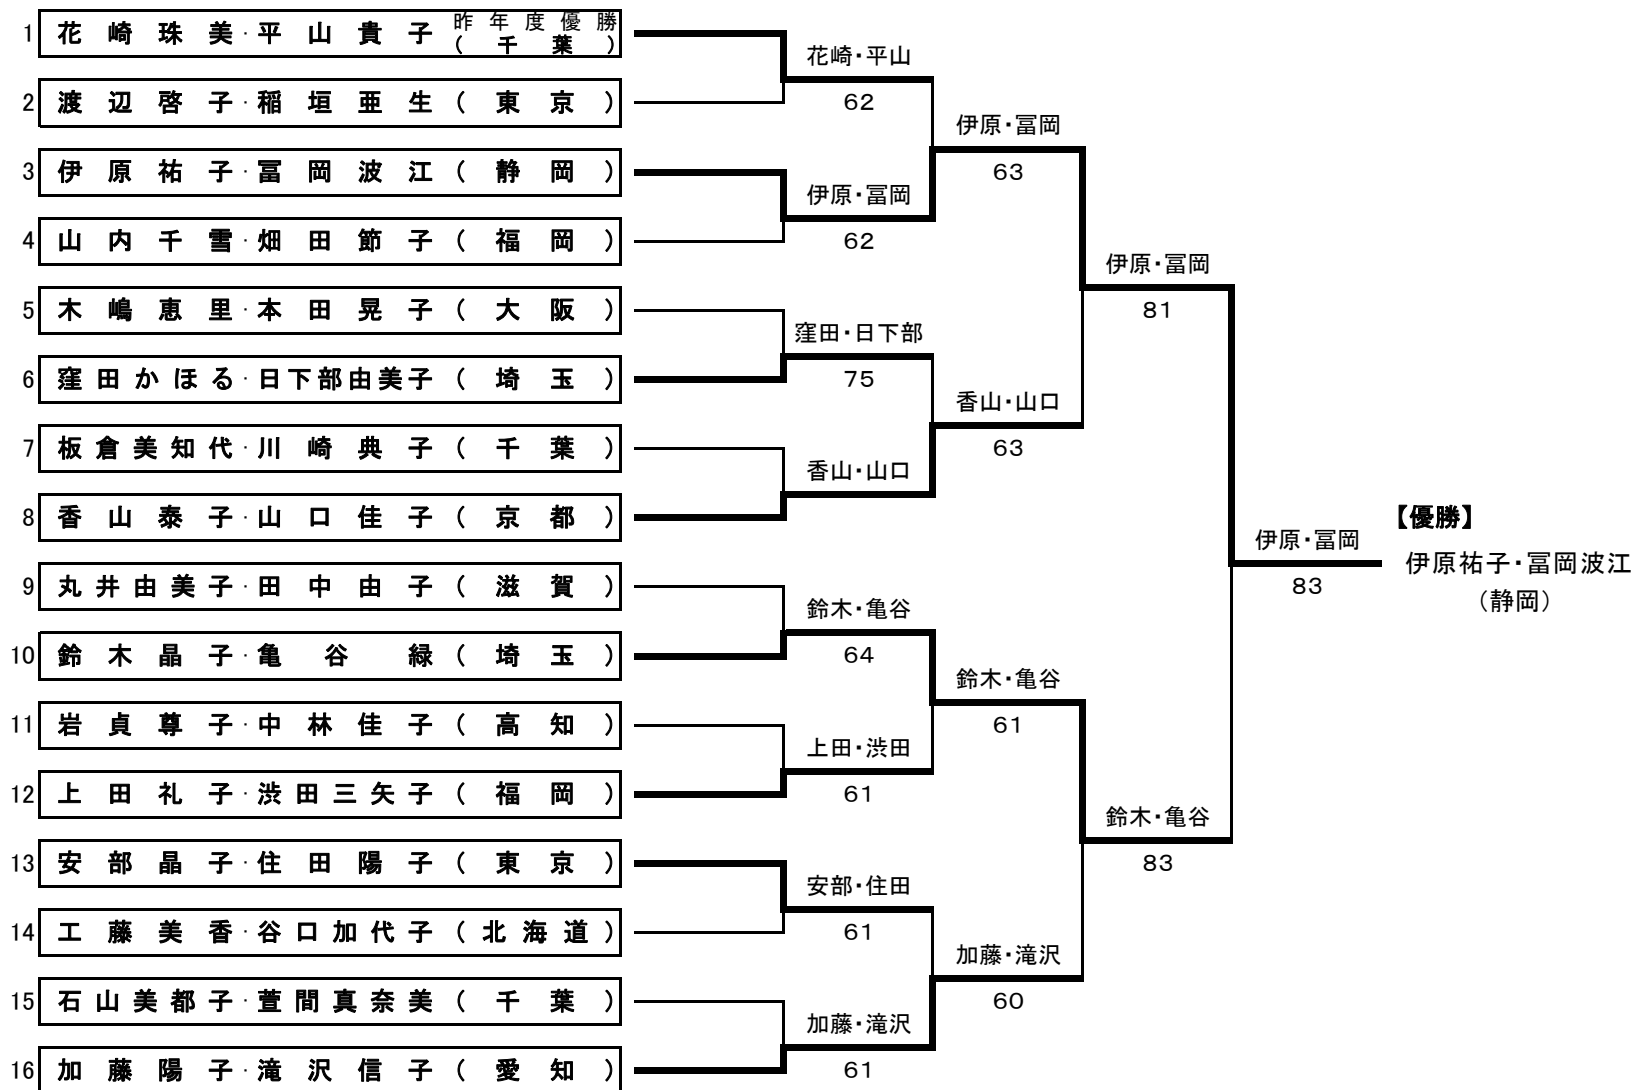 1 花崎珠美・平山貴子 昨年度優勝
(千葉)
2 渡辺啓子・稲垣亜生(東京)
3 伊原祐子・冨岡波江(静岡)
4 山内千雪・畑田節子(福岡)
5 木嶋恵里・本田晃子(大阪)
6 窪田かほる・日下部由美子(埼玉)
7 板倉美知代・川崎典子(千葉)
8 香山泰子・山口佳子(京都)
9 丸井由美子・田中由子(滋賀)
10 鈴木晶子・亀谷緑(埼玉)
11 岩貞尊子・中林佳子(高知)
12 上田礼子・渋田三矢子(福岡)
13 安部晶子・住田陽子(東京)
14 工藤美香・谷口加代子(北海道)
15 石山美都子・萱間真奈美(千葉)
16 加藤陽子・滝沢信子(愛知)
花崎・平山
62
伊原・冨岡
62
窪田・日下部
75
香山・山口
鈴木・亀谷
64
上田・渋田
61
安部・住田
61
加藤・滝沢
61
伊原・冨岡
63
香山・山口
63
鈴木・亀谷
61
加藤・滝沢
60
伊原・冨岡
81
鈴木・亀谷
83
伊原・冨岡
83
【優勝】
伊原祐子・冨岡波江
（静岡）